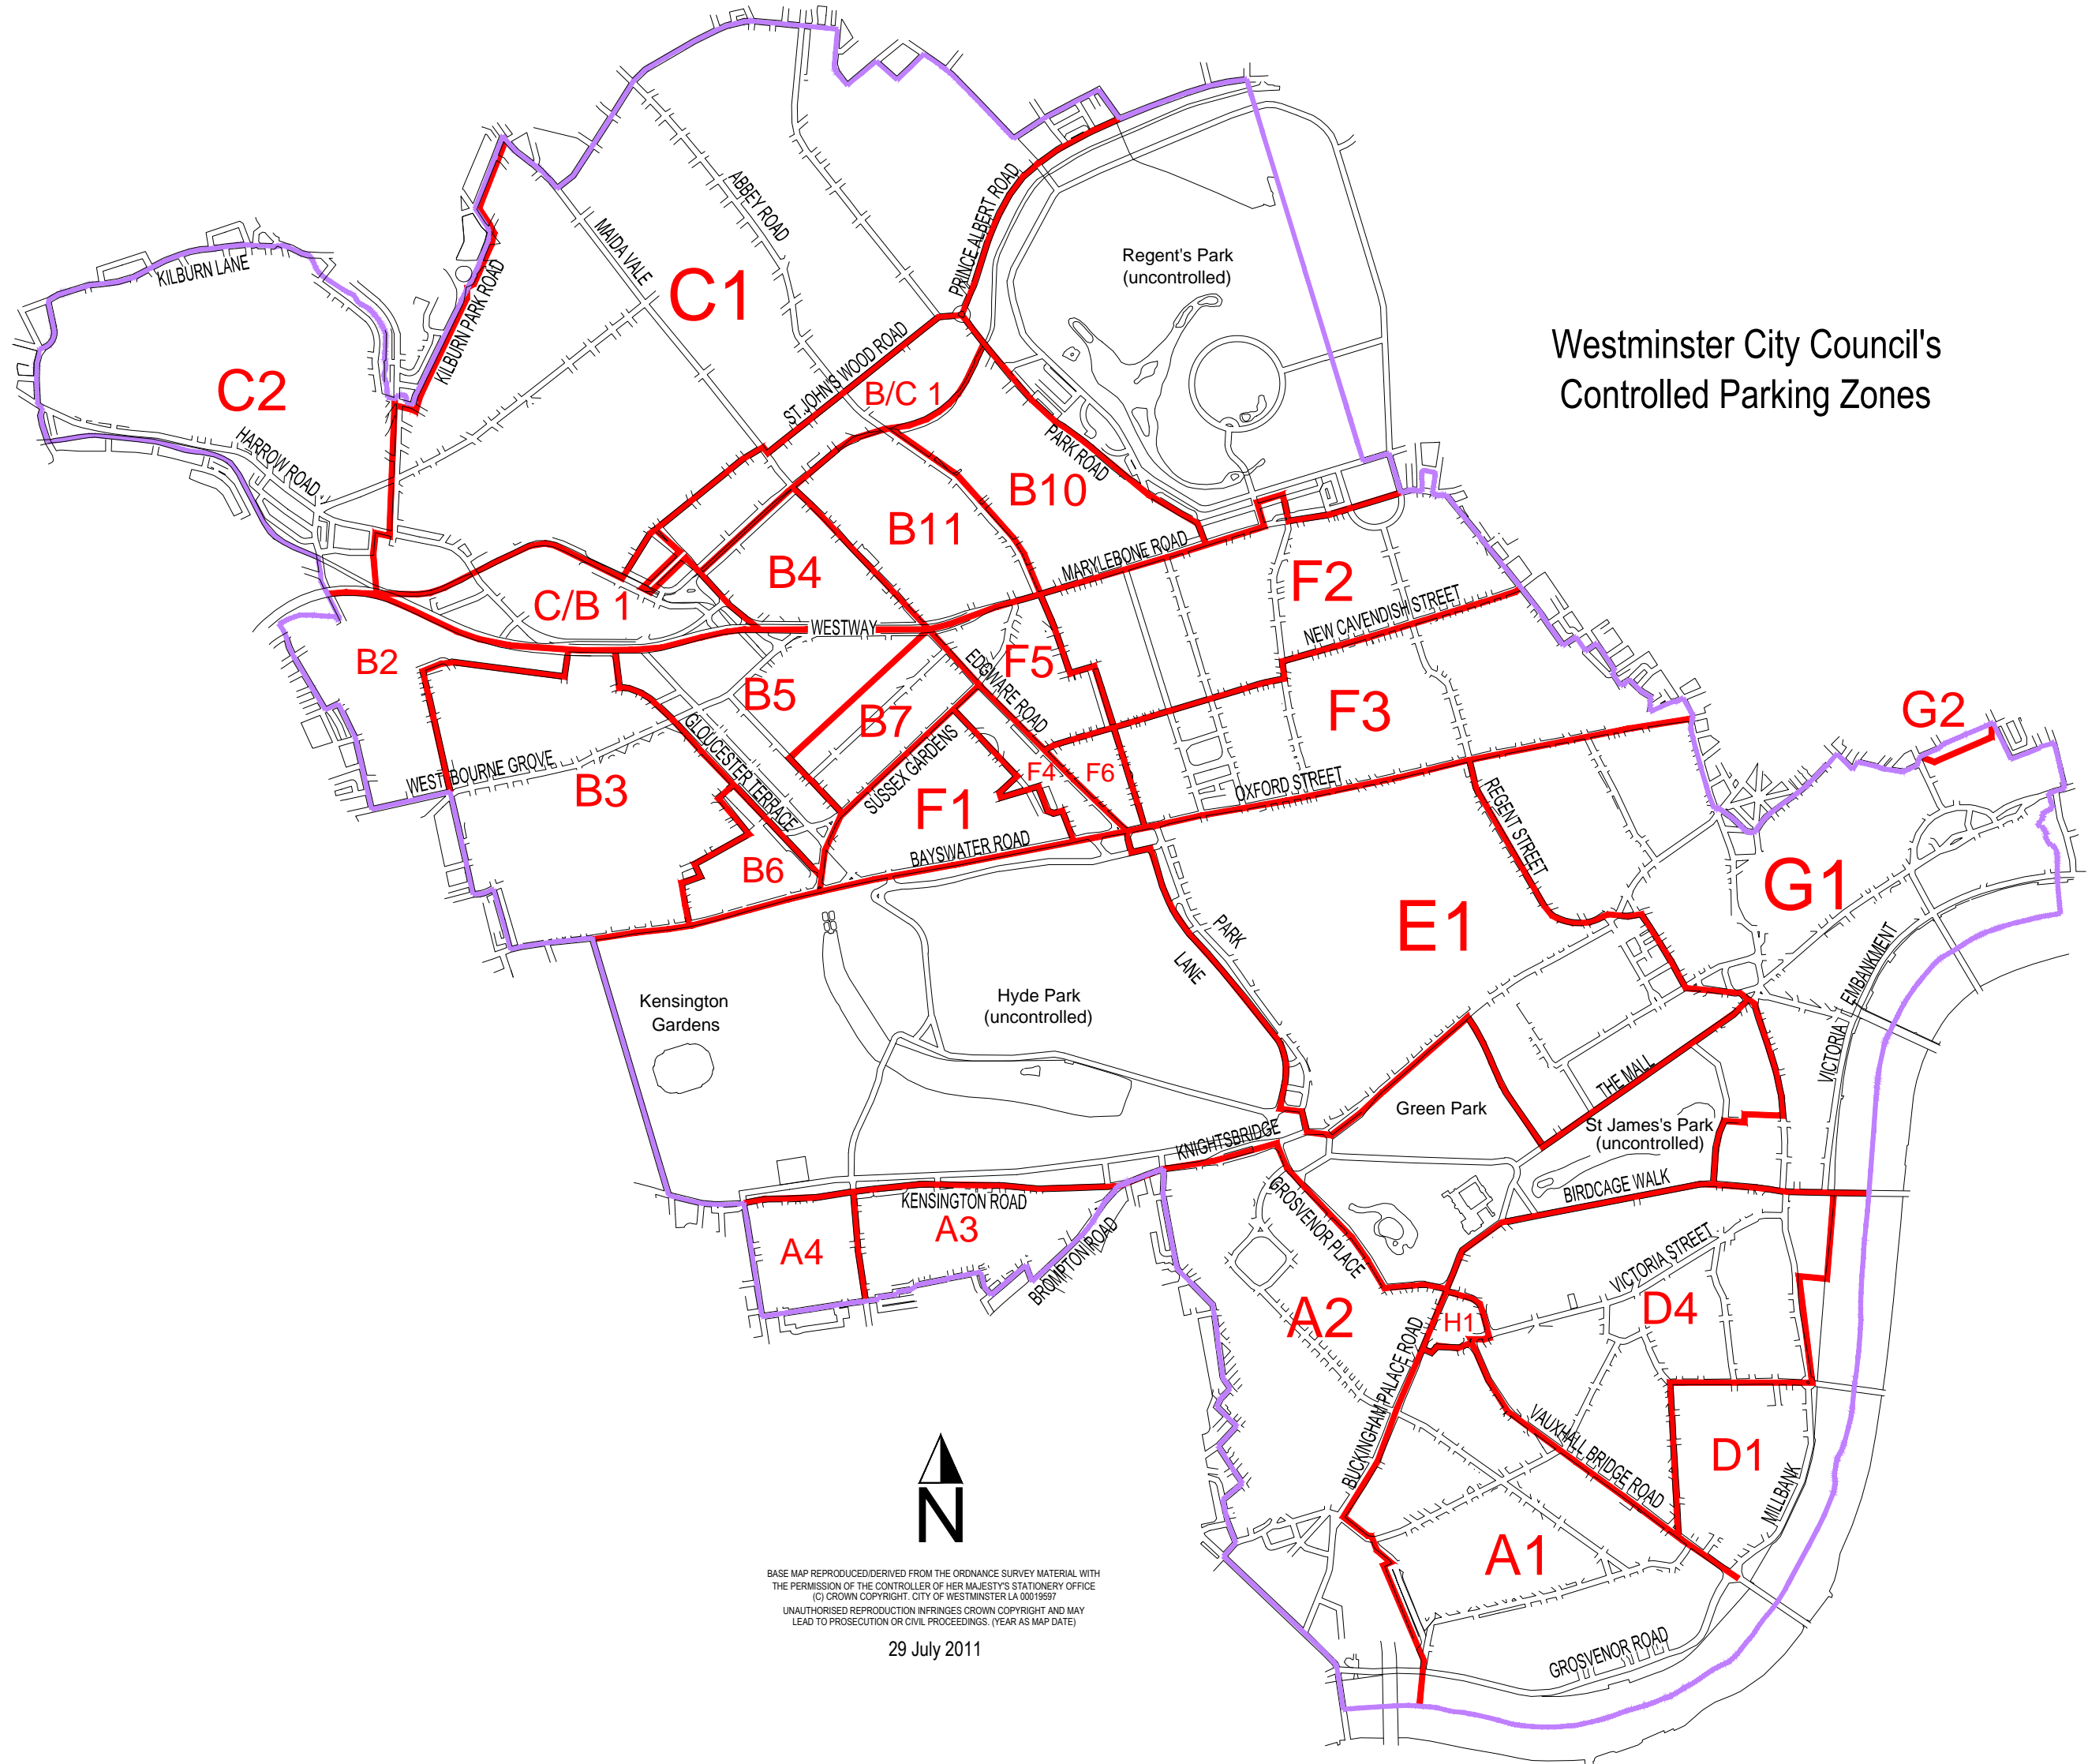 Westminster City Council's
Controlled Parking Zones
KILBURN LANE
KILBURN PARK ROAD
MAIDA VALE
ABBEY ROAD
PRINCE ALBERT ROAD
Regent's Park
(uncontrolled)
C1
C2
HARROW ROAD
ST.JOHN'S WOOD ROAD
B/C 1
PARK ROAD
B10
B11
B4
MARYLEBONE ROAD
C/B 1
WESTWAY
F2
NEW CAVENDISH STREET
B2
F5
EDGWARE ROAD
B5
B7
F3
G2
GLOUCESTER TERRACE
SUSSEX GARDENS
WEST BOURNE GROVE
B3
F4
F6
OXFORD STREET
F1
REGENT STREET
BAYSWATER ROAD
B6
G1
E1
PARK
LANE
VICTORIA EMBANKMENT
Kensington
Gardens
Hyde Park
(uncontrolled)
THE MALL
Green Park
St James's Park
(uncontrolled)
KNIGHTSBRIDGE
BIRDCAGE WALK
KENSINGTON ROAD
A3
A4
BROMPTON ROAD
GROSVENOR PLACE
VICTORIA STREET
A2
H1
D4
BUCKINGHAM PALACE ROAD
VAUXHALL BRIDGE ROAD
D1
MILLBANK
A1
GROSVENOR ROAD
N
BASE MAP REPRODUCED/DERIVED FROM THE ORDNANCE SURVEY MATERIAL WITH
THE PERMISSION OF THE CONTROLLER OF HER MAJESTY'S STATIONERY OFFICE
(C) CROWN COPYRIGHT. CITY OF WESTMINSTER LA 00019597
UNAUTHORISED REPRODUCTION INFRINGES CROWN COPYRIGHT AND MAY
LEAD TO PROSECUTION OR CIVIL PROCEEDINGS. (YEAR AS MAP DATE)
29 July 2011